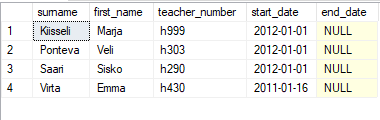 surname first_name teacher_number start_date end_date
1 Kiisseli Marja h999 2012-01-01 NULL
2 Ponteva Veli h303 2012-01-01 NULL
3 Saari Sisko h290 2012-01-01 NULL
4 Virta Emma h430 2011-01-16 NULL